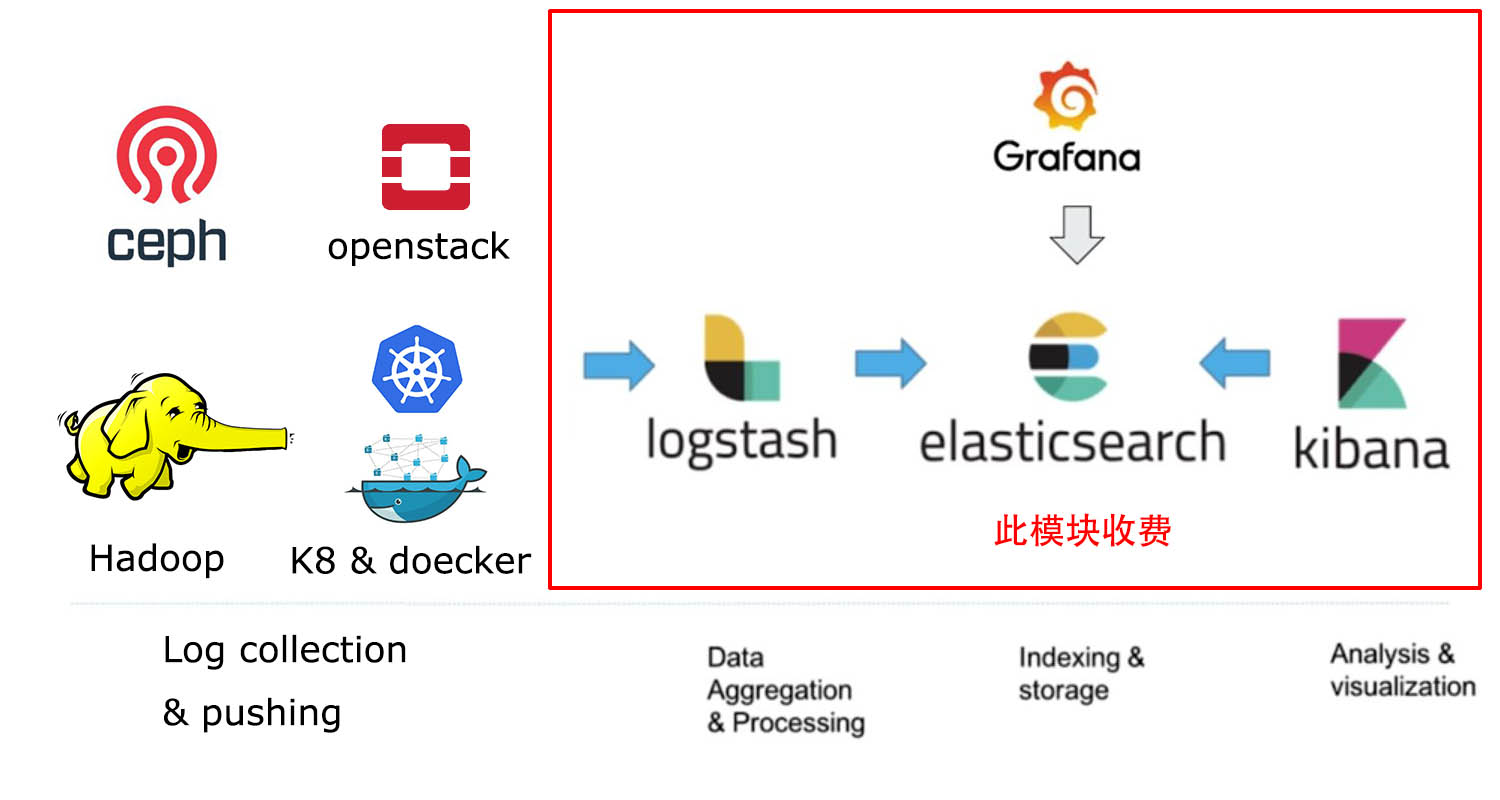 Grafana
ceph
openstack
logstash
elasticsearch
kibana
此模块收费
Hadoop
K8 & doecker
Log collection
& pushing
Data
Aggregation
& Processing
Indexing &
storage
Analysis &
visualization